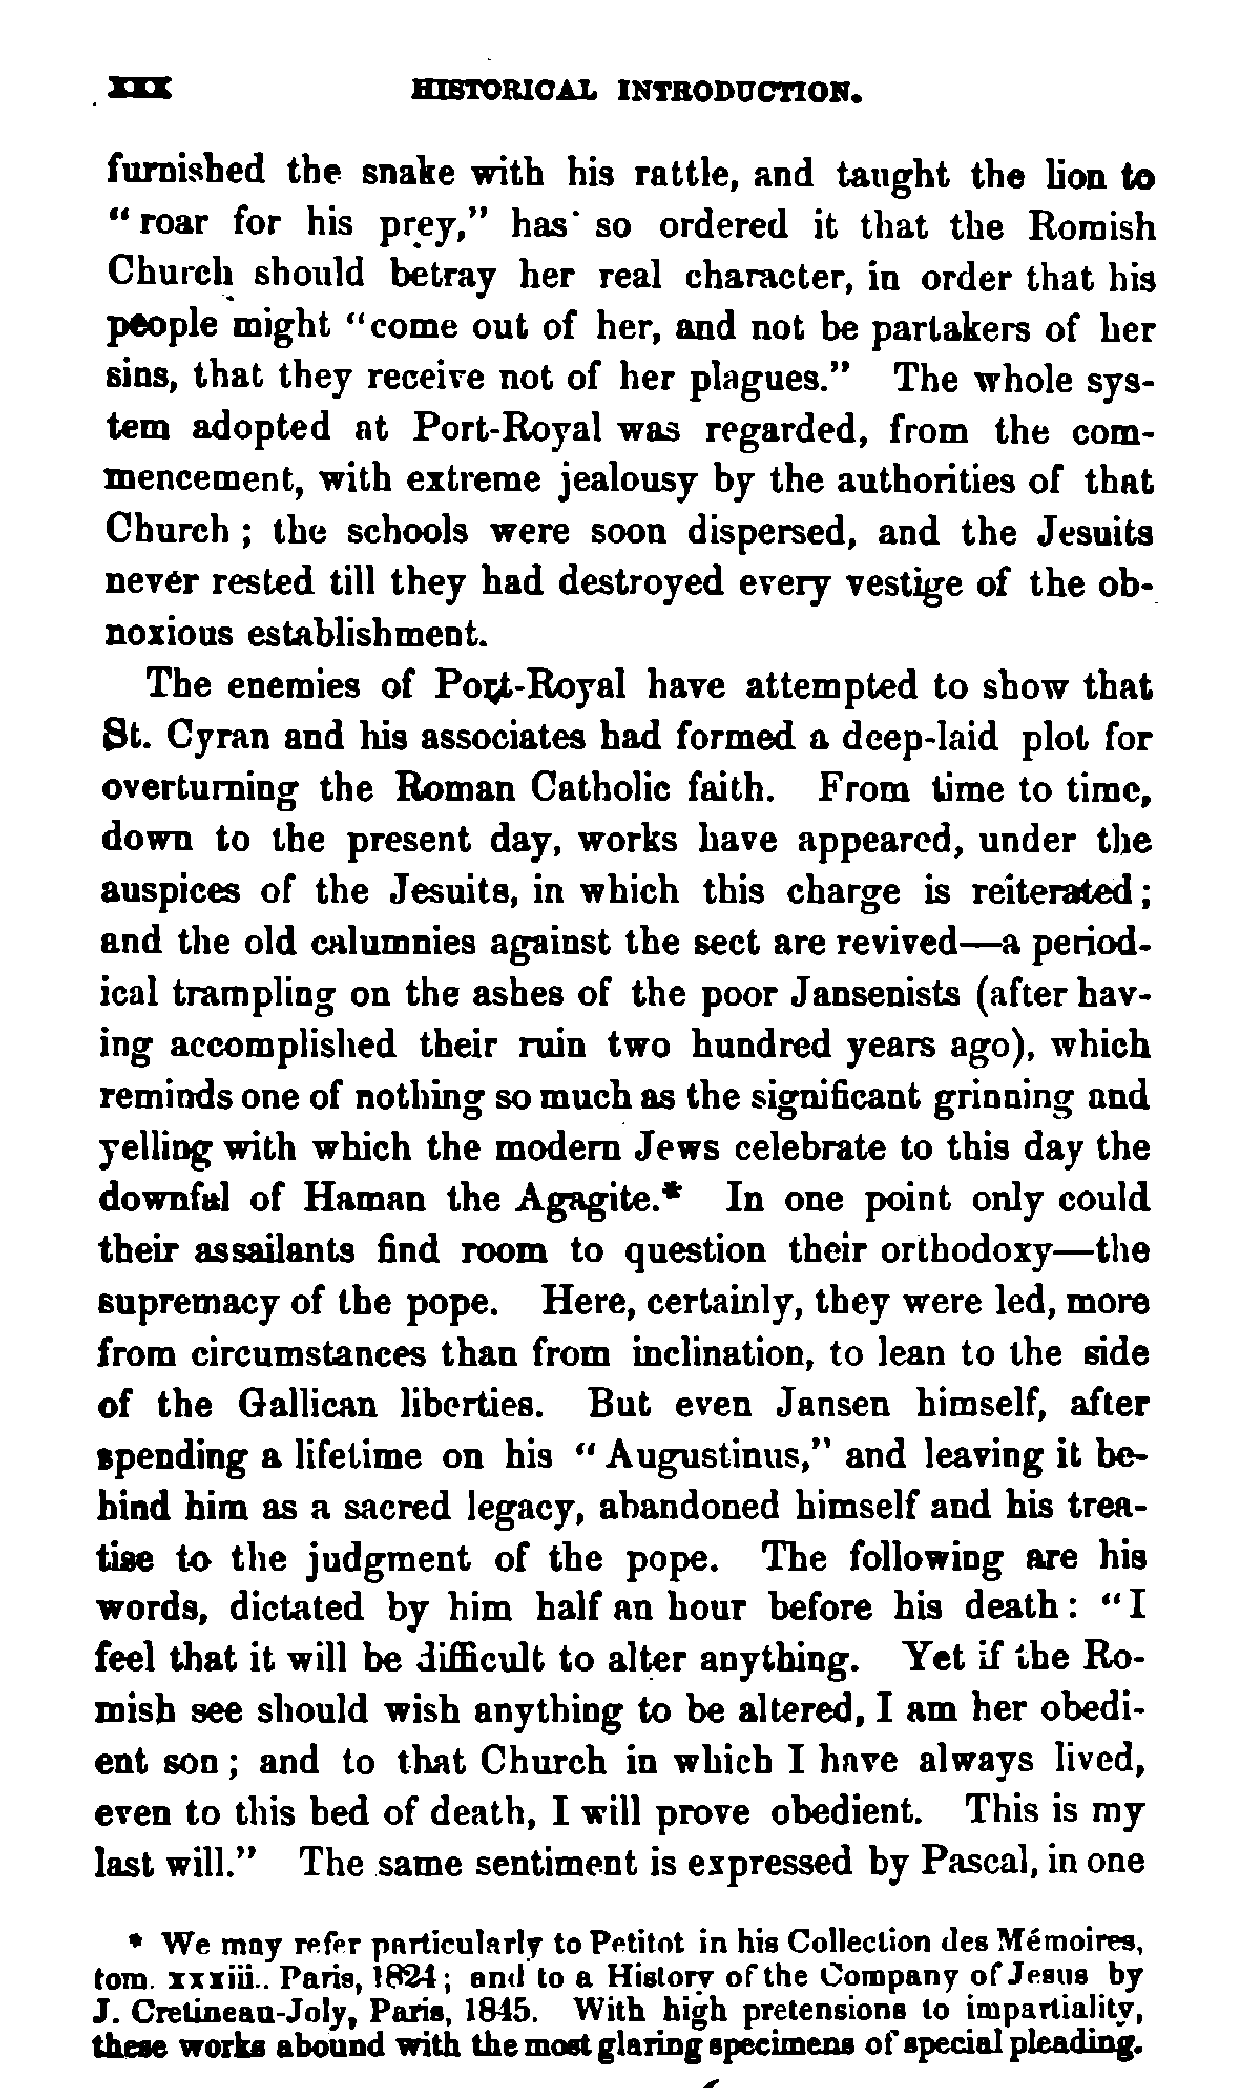 xxx HISTORICAL INTRODUCTION.
furnished the snake with his rattle, and taught the lion to
"roar for his prey," has so ordered it that the Romish
Church should betray her real character, in order that his
people might "come out of her, and not be partakers of her
sins, that they receive not of her plagues." The whole sys-
tem adopted at Port-Royal was regarded, from the com-
mencement, with extreme jealousy by the authorities of that
Church; the schools were soon dispersed, and the Jesuits
never rested till they had destroyed every vestige of the ob-
noxious establishment.
The enemies of Port-Royal have attempted to show that
St. Cyran and his associates had formed a deep-laid plot for
overturning the Roman Catholic faith. From time to time,
down to the present day, works have appeared, under the
auspices of the Jesuits, in which this charge is reiterated;
and the old calumnies against the sect are revived—a period-
ical trampling on the ashes of the poor Jansenists (after hav-
ing accomplished their ruin two hundred years ago), which
reminds one of nothing so much as the significant grinning and
yelling with which the modern Jews celebrate to this day the
downfal of Haman the Agagite.* In one point only could
their assailants find room to question their orthodoxy—the
supremacy of the pope. Here, certainly, they were led, more
from circumstances than from inclination, to lean to the side
of the Gallican liberties. But even Jansen himself, after
spending a lifetime on his "Augustinus," and leaving it be-
hind him as a sacred legacy, abandoned himself and his trea-
tise to the judgment of the pope. The following are his
words, dictated by him half an hour before his death: "I
feel that it will be difficult to alter anything. Yet if the Ro-
mish see should wish anything to be altered, I am her obedi-
ent son; and to that Church in which I have always lived,
even to this bed of death, I will prove obedient. This is my
last will." The same sentiment is expressed by Pascal, in one
* We may refer particularly to Petitot in his Collection des Mémoires,
tom. xxxiii.. Paris, 1824; and to a History of the Company of Jesus by
J. Cretineau-Joly, Paris, 1845. With high pretensions to impartiality,
these works abound with the most glaring specimens of special pleading.